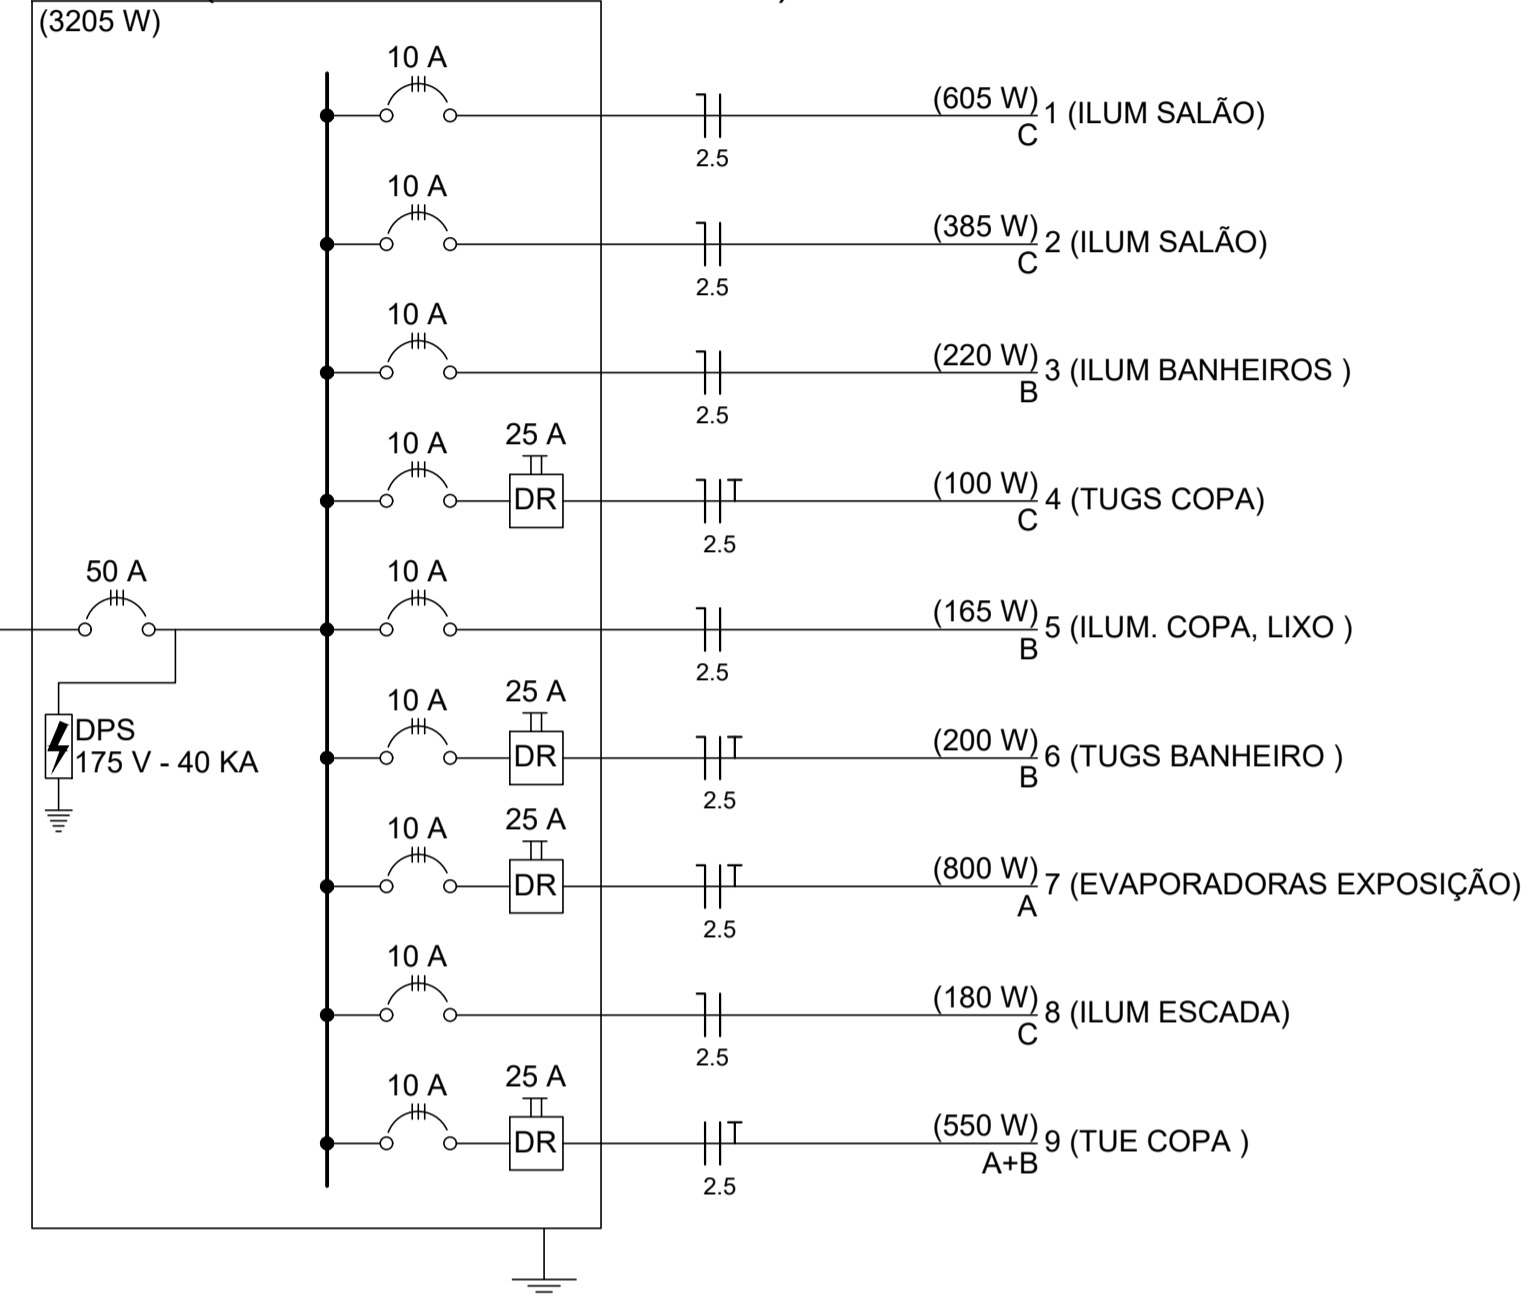 (3205 W)
10 A
(605 W)
1 (ILUM SALÃO)
C
2.5
10 A
(385 W)
2 (ILUM SALÃO)
C
2.5
10 A
(220 W)
3 (ILUM BANHEIROS )
B
2.5
10 A
25 A
DR
(100 W)
4 (TUGS COPA)
C
2.5
50 A
10 A
(165 W)
5 (ILUM. COPA, LIXO )
B
2.5
DPS
175 V - 40 KA
10 A
25 A
DR
(200 W)
6 (TUGS BANHEIRO )
B
2.5
10 A
25 A
DR
(800 W)
7 (EVAPORADORAS EXPOSIÇÃO)
A
2.5
10 A
(180 W)
8 (ILUM ESCADA)
C
2.5
10 A
25 A
DR
(550 W)
9 (TUE COPA )
A+B
2.5